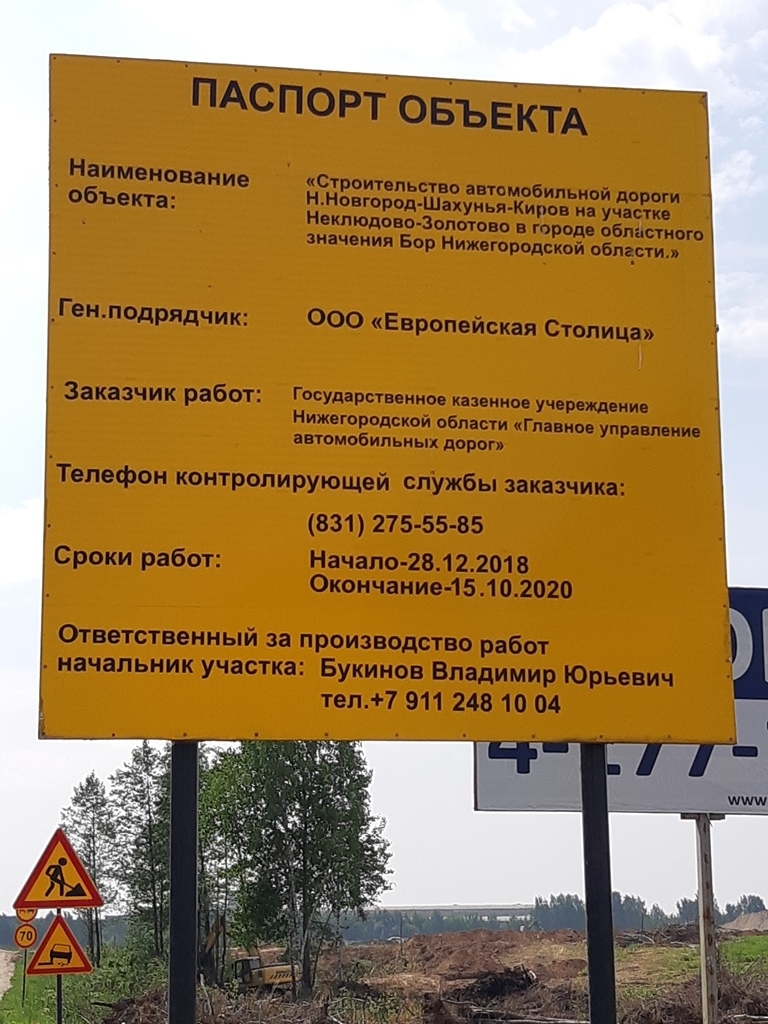 ПАСПОРТ ОБЪЕКТА
Наименование
объекта:
«Строительство автомобильной дороги
Н.Новгород-Шахунья-Киров на участке
Неклюдово-Золотово в городе областного
значения Бор Нижегородской области.»
Ген.подрядчик: ООО «Европейская Столица»
Заказчик работ: Государственное казенное учереждение
Нижегородской области «Главное управление
автомобильных дорог»
Телефон контролирующей службы заказчика:
(831) 275-55-85
Сроки работ: Начало-28.12.2018
Окончание-15.10.2020
Ответственный за производство работ
начальник участка: Букинов Владимир Юрьевич
тел.+7 911 248 10 04
www
70